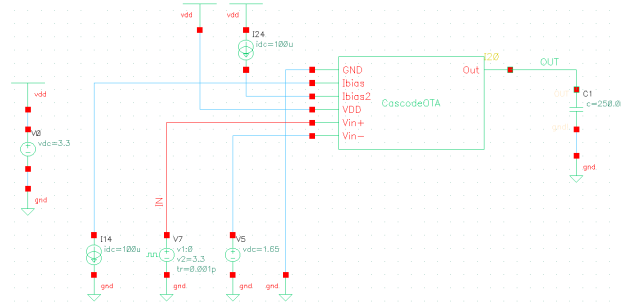 vdd
vdd
I24
idc=100u
I20
GND
Ibias
Ibias2
VDD
Vin+
Vin-
CascodeOTA
Out
OUT
C1
c=250.0
gnd
vdd
V0
vdc=3.3
gnd
IN
I14
idc=100u
gnd
V7
v1:0
v2=3.3
tr=0.001p
gnd
V5
vdc=1.65
gnd
gnd